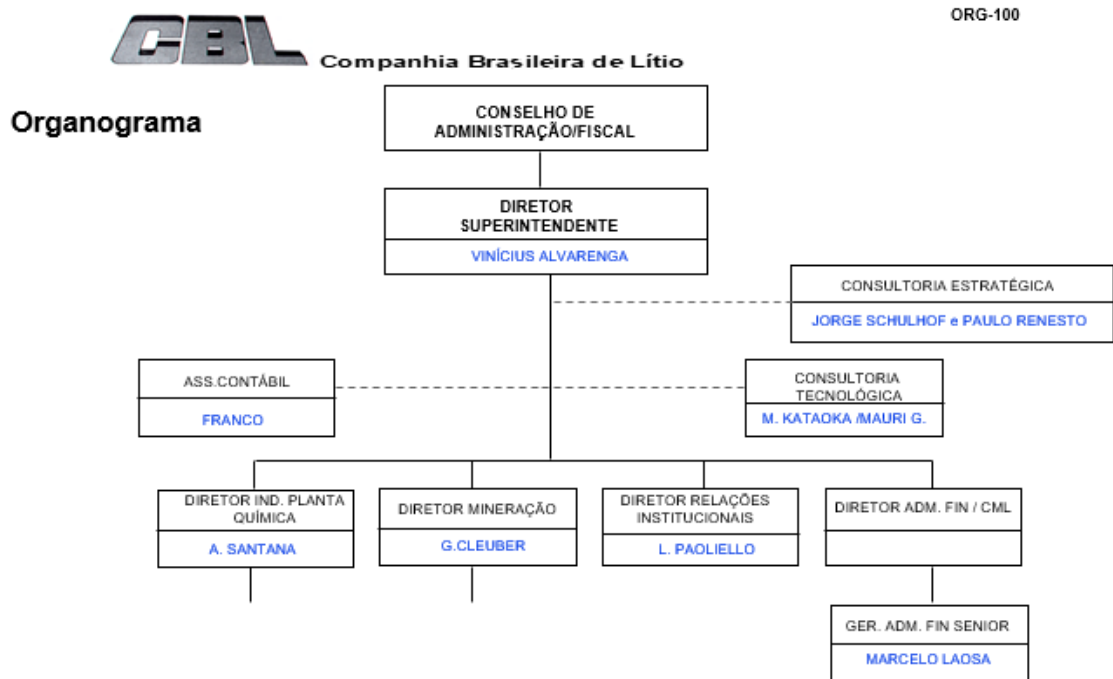 ORG-100
CBL
Companhia Brasileira de Lítio
Organograma
CONSELHO DE
ADMINISTRAÇÃO/FISCAL
DIRETOR
SUPERINTENDENTE
VINÍCIUS ALVARENGA
CONSULTORIA ESTRATÉGICA
JORGE SCHULHOF e PAULO RENESTO
ASS.CONTÁBIL
FRANCO
CONSULTORIA
TECNOLÓGICA
M. KATAOKA /MAURI G.
DIRETOR IND. PLANTA
QUÍMICA
A. SANTANA
DIRETOR MINERAÇÃO
G.CLEUBER
DIRETOR RELAÇÕES
INSTITUCIONAIS
L. PAOLIELLO
DIRETOR ADM. FIN / CML
GER. ADM. FIN SENIOR
MARCELO LAOSA